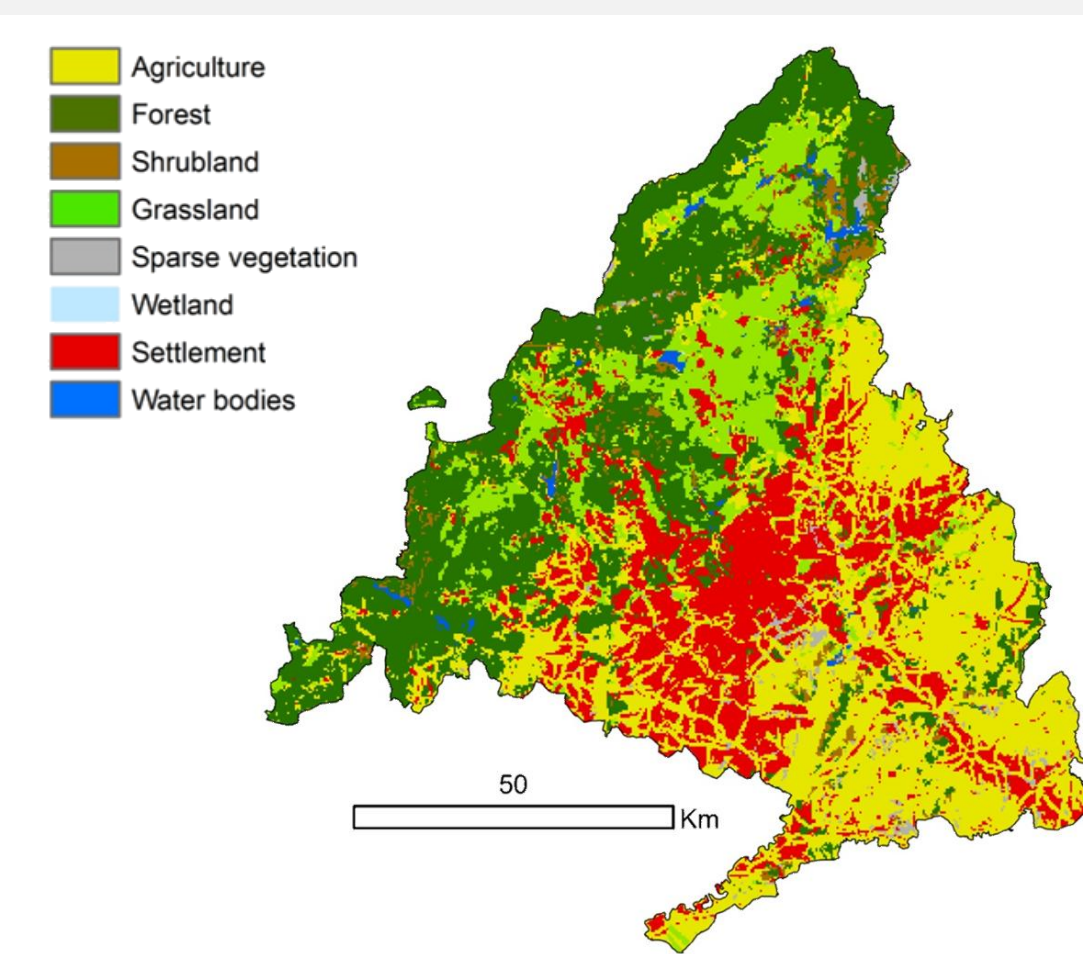 Agriculture
Forest
Shrubland
Grassland
Sparse vegetation
Wetland
Settlement
Water bodies
50
Km